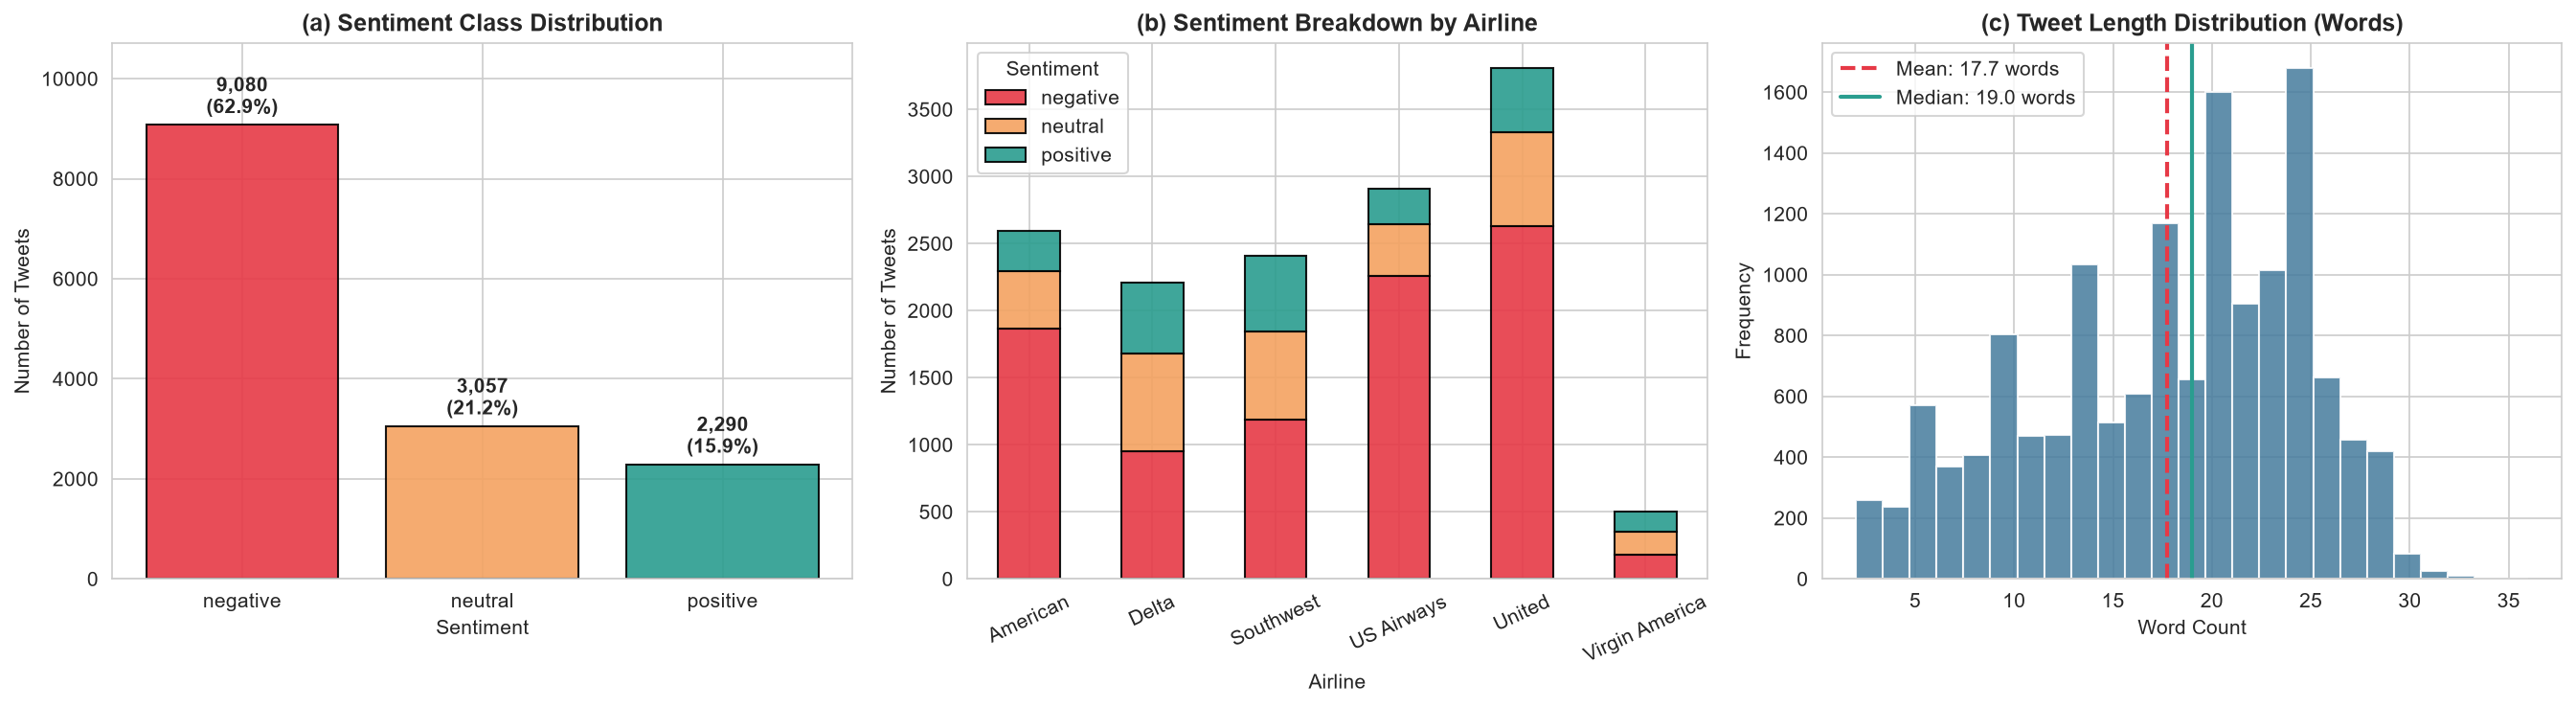 (a) Sentiment Class Distribution
Number of Tweets
10000
8000
6000
4000
2000
0
9,080
(62.9%)
3,057
(21.2%)
2,290
(15.9%)
negative
neutral
positive
Sentiment
(b) Sentiment Breakdown by Airline
Sentiment
negative
neutral
positive
Number of Tweets
3500
3000
2500
2000
1500
1000
500
0
American
Delta
Southwest
US Airways
United
Virgin America
Airline
(c) Tweet Length Distribution (Words)
Mean: 17.7 words
Median: 19.0 words
Frequency
1600
1400
1200
1000
800
600
400
200
0
5
10
15
20
25
30
35
Word Count